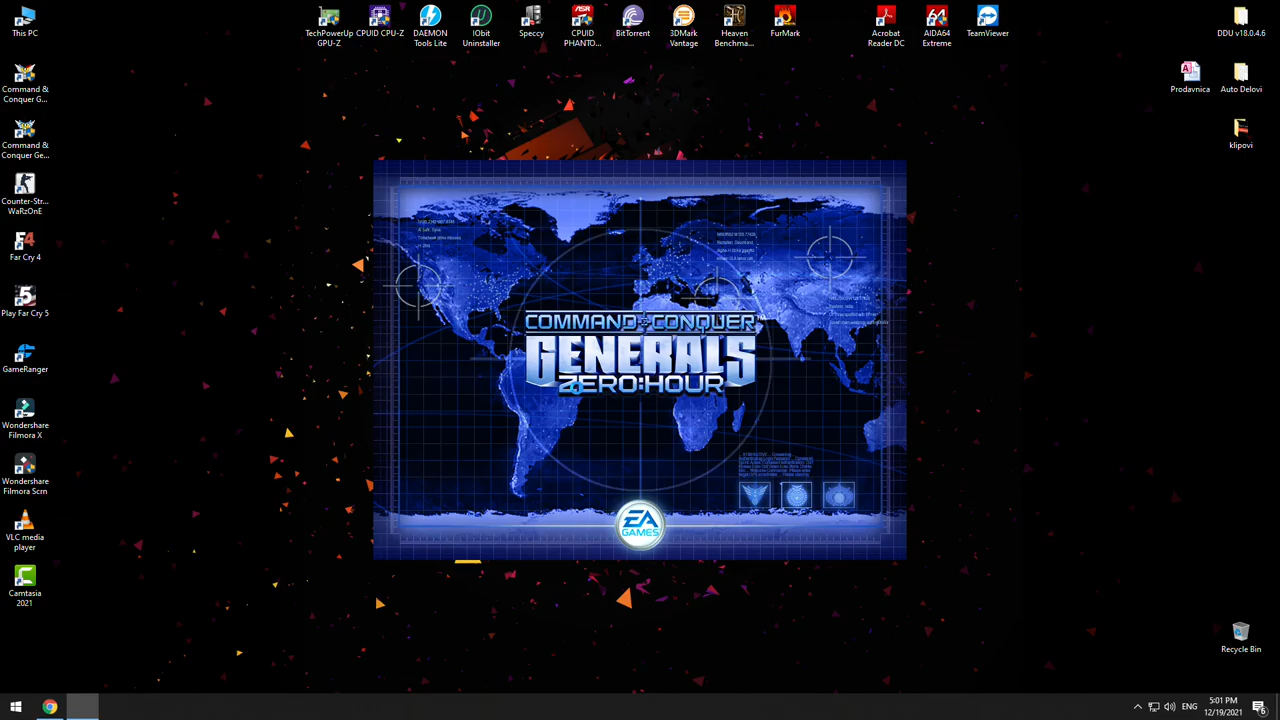 This PC
TechPowerUp
GPU-Z
CPUID CPU-Z
DAEMON
Tools Lite
IObit
Uninstaller
Speccy
CPUID
PHANTO...
BitTorrent
3DMark
Vantage
Heaven
Benchma...
FurMark
Acrobat
Reader DC
AIDA64
Extreme
TeamViewer
DDU v18.0.4.6
Command &
Conquer G...
Prodavnica
Auto Delovi
Command &
Conquer Ge...
klipovi
Counter-Str...
WaRzOnE
Far Cry 4
Play Far Cry 5
GameRanger
Wondershare
Filmora X
Wondershare
Filmora Scrn
VLC media
player
Camtasia
2021
COMMAND & CONQUER™
GENERALS
ZERO:HOUR
EA
GAMES
Recycle Bin
ENG
5:01 PM
12/19/2021
6